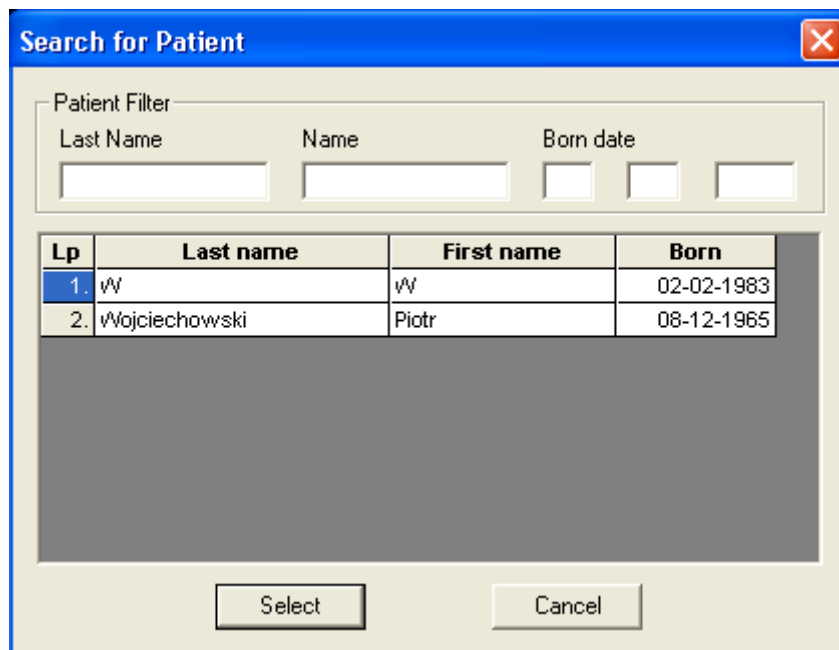 Search for Patient
Patient Filter
Last Name Name Born date
Lp Last name First name Born
1. W W 02-02-1983
2. Wojciechowski Piotr 08-12-1965
Select Cancel